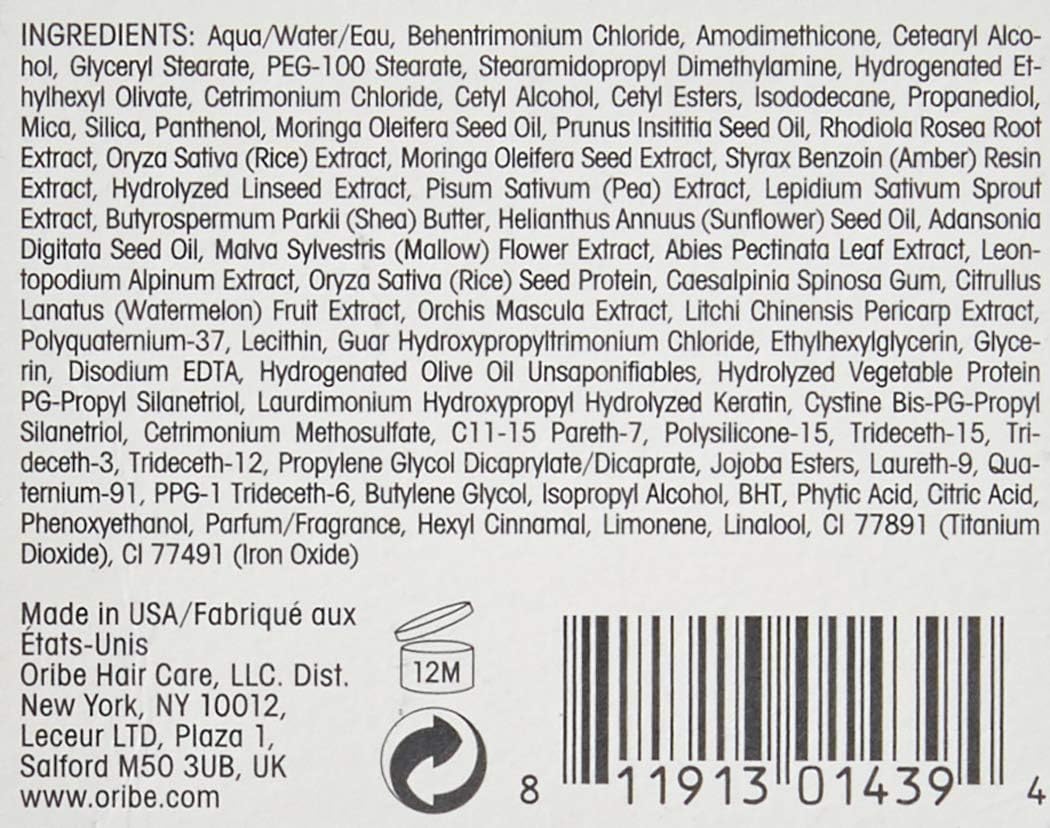 INGREDIENTS: Aqua/Water/Eau, Behentrimonium Chloride, Amodimethicone, Cetearyl Alco-
hol, Glyceryl Stearate, PEG-100 Stearate, Stearamidopropyl Dimethylamine, Hydrogenated Et-
hylhexyl Olivate, Cetrimonium Chloride, Cetyl Alcohol, Cetyl Esters, Isododecane, Propanediol,
Mica, Silica, Panthenol, Moringa Oleifera Seed Oil, Prunus Insititia Seed Oil, Rhodiola Rosea Root
Extract, Oryza Sativa (Rice) Extract, Moringa Oleifera Seed Extract, Styrax Benzoin (Amber) Resin
Extract, Hydrolyzed Linseed Extract, Pisum Sativum (Pea) Extract, Lepidium Sativum Sprout
Extract, Butyrospermum Parkii (Shea) Butter, Helianthus Annuus (Sunflower) Seed Oil, Adansonia
Digitata Seed Oil, Malva Sylvestris (Mallow) Flower Extract, Abies Pectinata Leaf Extract, Leon-
topodium Alpinum Extract, Oryza Sativa (Rice) Seed Protein, Caesalpinia Spinosa Gum, Citrullus
Lanatus (Watermelon) Fruit Extract, Orchis Mascula Extract, Litchi Chinensis Pericarp Extract,
Polyquaternium-37, Lecithin, Guar Hydroxypropyltrimonium Chloride, Ethylhexylglycerin, Glyce-
rin, Disodium EDTA, Hydrogenated Olive Oil Unsaponifiables, Hydrolyzed Vegetable Protein
PG-Propyl Silanetriol, Laurdimonium Hydroxypropyl Hydrolyzed Keratin, Cystine Bis-PG-Propyl
Silanetriol, Cetrimonium Methosulfate, C11-15 Pareth-7, Polysilicone-15, Trideceth-15, Tri-
deceth-3, Trideceth-12, Propylene Glycol Dicaprylate/Dicaprate, Jojoba Esters, Laureth-9, Qua-
ternium-91, PPG-1 Trideceth-6, Butylene Glycol, Isopropyl Alcohol, BHT, Phytic Acid, Citric Acid,
Phenoxyethanol, Parfum/Fragrance, Hexyl Cinnamal, Limonene, Linalool, CI 77891 (Titanium
Dioxide), CI 77491 (Iron Oxide)
Made in USA/Fabriqué aux
États-Unis
Oribe Hair Care, LLC. Dist.
New York, NY 10012,
Leceur LTD, Plaza 1,
Salford M50 3UB, UK
www.oribe.com
12M
8 11913 01439 4